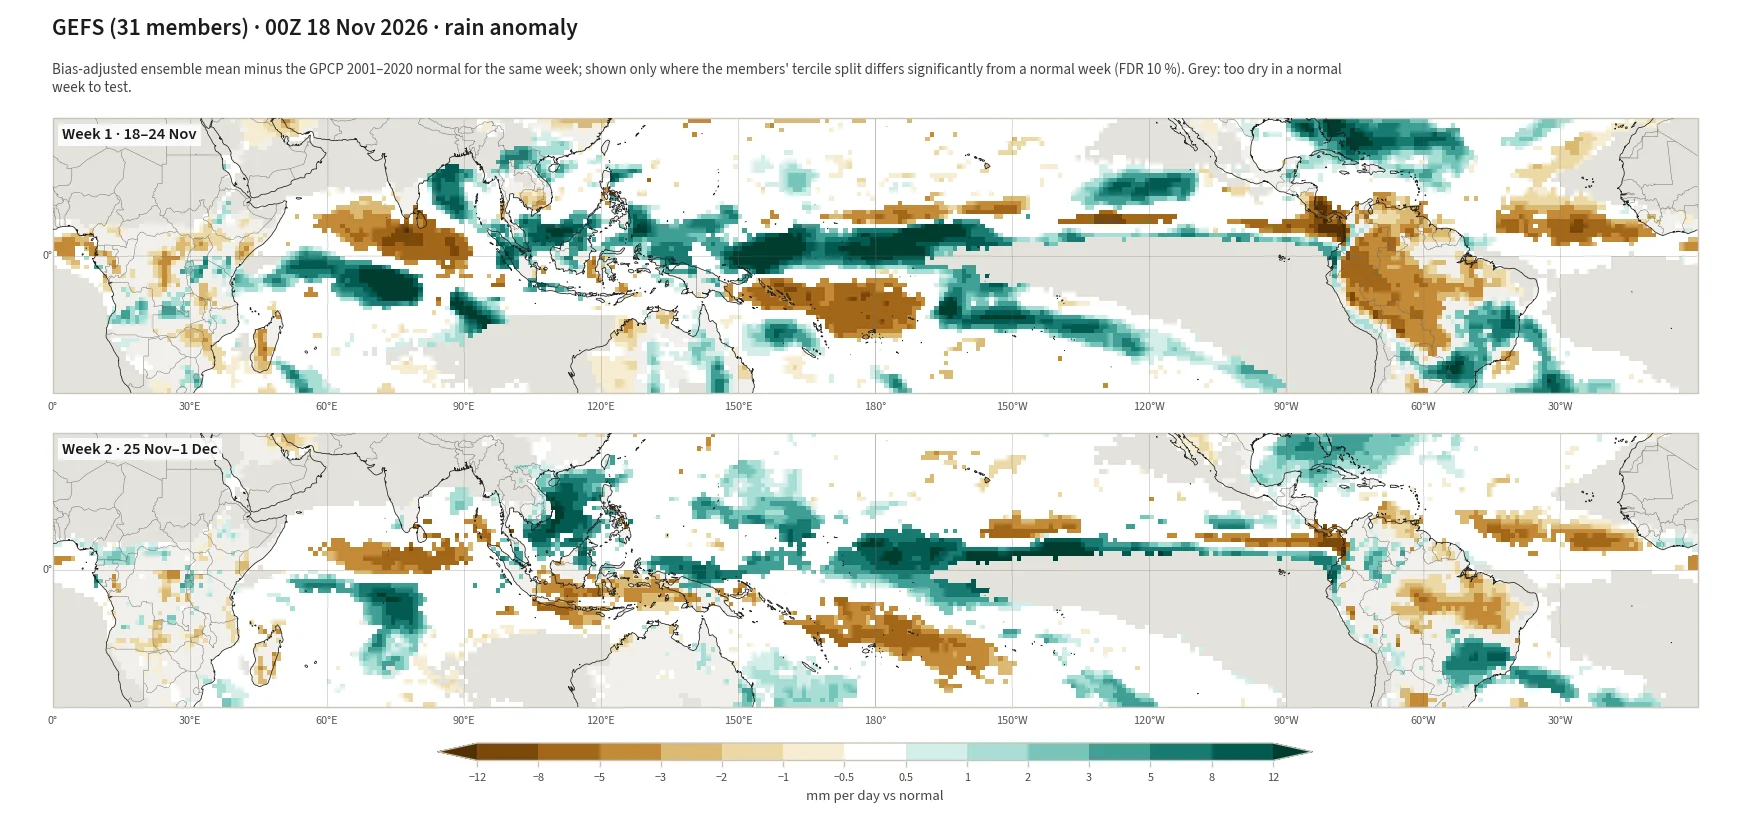 GEFS (31 members) · 00Z 18 Nov 2026 · rain anomaly
Bias-adjusted ensemble mean minus the GPCP 2001–2020 normal for the same week; shown only where the members' tercile split differs significantly from a normal week (FDR 10 %). Grey: too dry in a normal
week to test.
Week 1 · 18–24 Nov
0°
0° 30°E 60°E 90°E 120°E 150°E 180° 150°W 120°W 90°W 60°W 30°W
Week 2 · 25 Nov–1 Dec
0°
0° 30°E 60°E 90°E 120°E 150°E 180° 150°W 120°W 90°W 60°W 30°W
−12 −8 −5 −3 −2 −1 −0.5 0.5 1 2 3 5 8 12
mm per day vs normal